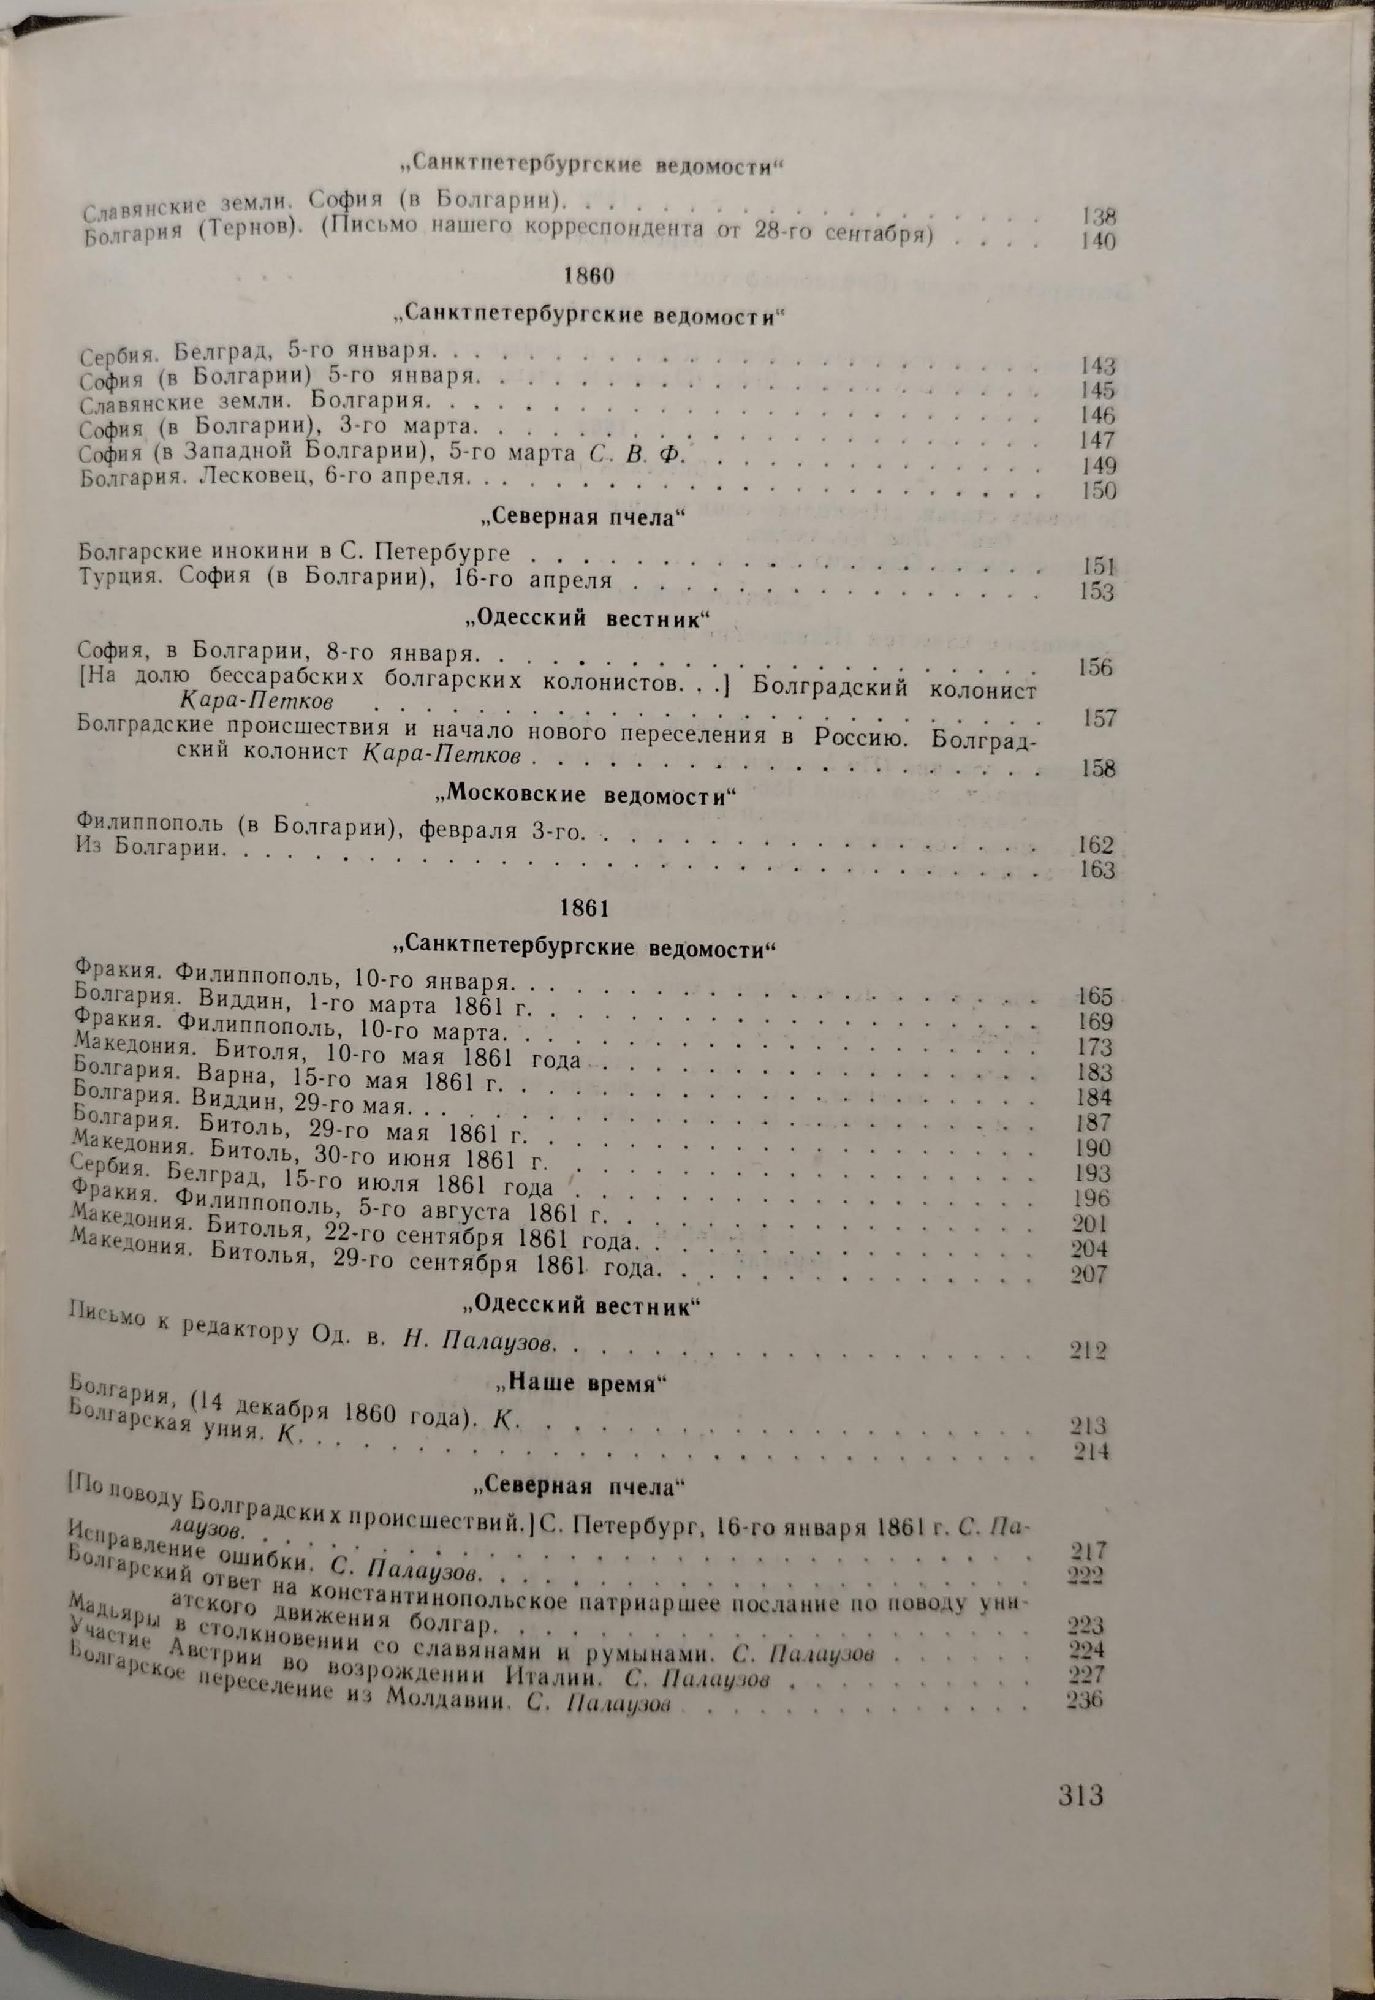 „Санктпетербургские ведомости“
Славянские земли. София (в Болгарии). . . . . . . . . . . . . . . . . . . 138
Болгария (Тернов). (Письмо нашего корреспондента от 28-го сентабря) . . . . 140
1860
„Санктпетербургские ведомости“
Сербия. Белград, 5-го января. . . . . . . . . . . . . . . . . . . . . . . 143
София (в Болгарии) 5-го января. . . . . . . . . . . . . . . . . . . . . . 145
Славянские земли. Болгария. . . . . . . . . . . . . . . . . . . . . . . . 146
София (в Болгарии), 3-го марта. . . . . . . . . . . . . . . . . . . . . . 147
София (в Западной Болгарии), 5-го марта С. В. Ф. . . . . . . . . . . . . . 149
Болгария. Лесковец, 6-го апреля. . . . . . . . . . . . . . . . . . . . . . 150
„Северная пчела“
Болгарские инокини в С. Петербурге . . . . . . . . . . . . . . . . . . . . 151
Турция. София (в Болгарии), 16-го апреля . . . . . . . . . . . . . . . . 153
„Одесский вестник“
София, в Болгарии, 8-го января. . . . . . . . . . . . . . . . . . . . . . 156
[На долю бессарабских болгарских колонистов. . .] Болградский колонист
Кара-Петков . . . . . . . . . . . . . . . . . . . . . . . . . . 157
Болградские происшествия и начало нового переселения в Россию. Болград-
ский колонист Кара-Петков . . . . . . . . . . . . . . . . . . . . 158
„Московские ведомости“
Филиппополь (в Болгарии), февраля 3-го. . . . . . . . . . . . . . . . . . 162
Из Болгарии. . . . . . . . . . . . . . . . . . . . . . . . . . . . . . . . 163
1861
„Санктпетербургские ведомости“
Фракия. Филиппополь, 10-го января. . . . . . . . . . . . . . . . . . . . . 165
Болгария. Виддин, 1-го марта 1861 г. . . . . . . . . . . . . . . . . . . . 169
Фракия. Филиппополь, 10-го марта. . . . . . . . . . . . . . . . . . . . . 173
Македония. Битоля, 10-го мая 1861 года . . . . . . . . . . . . . . . . . . 183
Болгария. Варна, 15-го мая 1861 г. . . . . . . . . . . . . . . . . . . . . 184
Болгария. Виддин, 29-го мая. . . . . . . . . . . . . . . . . . . . . . . . 187
Болгария. Битоль, 29-го мая 1861 г. . . . . . . . . . . . . . . . . . . . 190
Македония. Битоль, 30-го июня 1861 г. . . . . . . . . . . . . . . . . . . 193
Сербия. Белград, 15-го июля 1861 года . . . . . . . . . . . . . . . . . . 196
Фракия. Филиппополь, 5-го августа 1861 г. . . . . . . . . . . . . . . . . 201
Македония. Битолья, 22-го сентября 1861 года. . . . . . . . . . . . . . . 204
Македония. Битолья, 29-го сентября 1861 года. . . . . . . . . . . . . . . 207
„Одесский вестник“
Письмо к редактору Од. в. Н. Палаузов. . . . . . . . . . . . . . . . . . . 212
„Наше время“
Болгария, (14 декабря 1860 года). К. . . . . . . . . . . . . . . . . . . . 213
Болгарская уния. К. . . . . . . . . . . . . . . . . . . . . . . . . . . . 214
„Северная пчела“
[По поводу Болградских происшествий.] С. Петербург, 16-го января 1861 г. С. Па-
лаузов. . . . . . . . . . . . . . . . . . . . . . . . . . . . . . 217
Исправление ошибки. С. Палаузов. . . . . . . . . . . . . . . . . . . . . . 222
Болгарский ответ на константинопольское патриаршее послание по поводу уни-
атского движения болгар. . . . . . . . . . . . . . . . . . . . . . 223
Мадьяры в столкновении со славянами и румынами. С. Палаузов . . . . . . 224
Участие Австрии во возрождении Италии. С. Палаузов . . . . . . . . . . 227
Болгарское переселение из Молдавии. С. Палаузов . . . . . . . . . . . . . 236
313